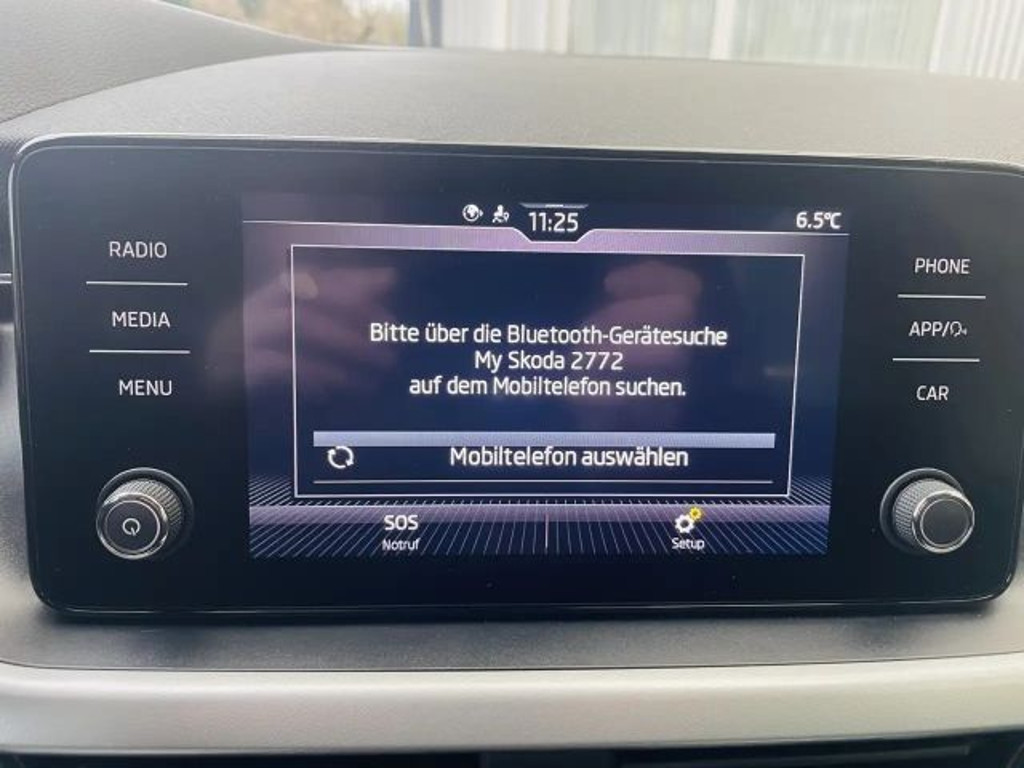 11:25
6.5°C
RADIO
MEDIA
MENU
PHONE
APP/
CAR
Bitte über die Bluetooth-Gerätesuche
My Skoda 2772
auf dem Mobiltelefon suchen.
Mobiltelefon auswählen
SOS
Notruf
Setup